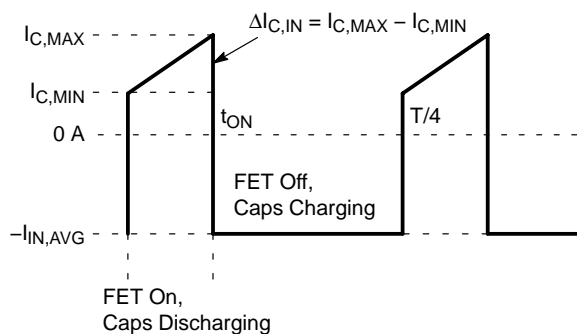 I_C,MAX
ΔI_C,IN = I_C,MAX – I_C,MIN
I_C,MIN
t_ON
T/4
0 A
FET Off,
Caps Charging
–I_IN,AVG
FET On,
Caps Discharging